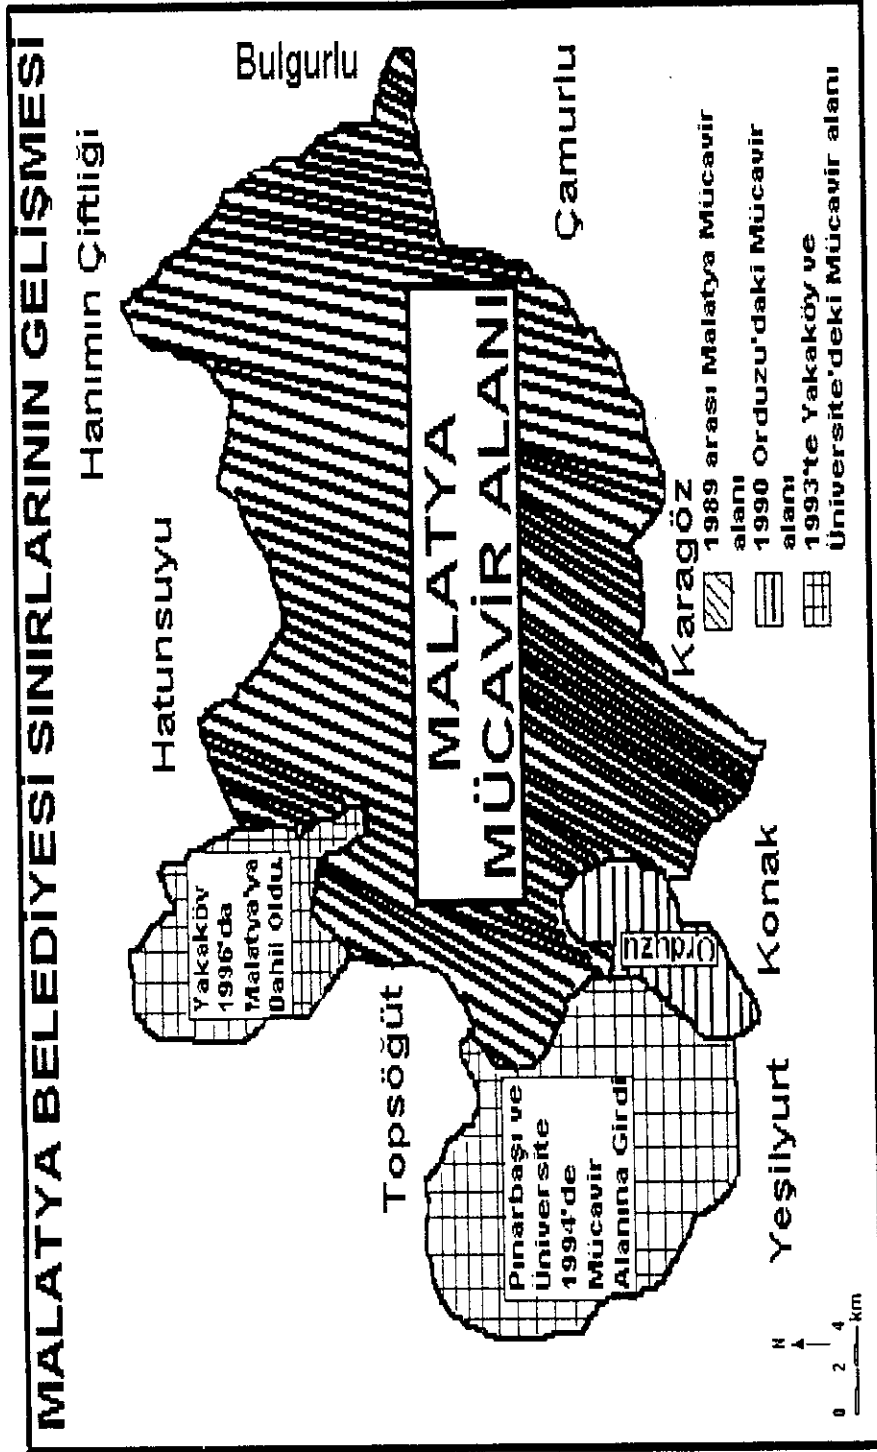 MALATYA BELEDİYESİ SINIRLARININ GELİŞMESİ
Hanımın Çiftliği
Bulgurlu
Hatunsuyu
Yakaköy
1996'da
Malatya'ya
Dahil Oldu.
Topsöğüt
MALATYA
MÜCAVİR ALANI
Çamurlu
Pınarbaşı ve
Üniversite
1994'de
Mücavir
Alanına Girdi
Orduzu
Karagöz
Konak
Yeşilyurt
1989 arası Malatya Mücavir
alanı
1990 Orduzu'daki Mücavir
alanı
1993'te Yakaköy ve
Üniversite'deki Mücavir alanı
N
0 2 4
km